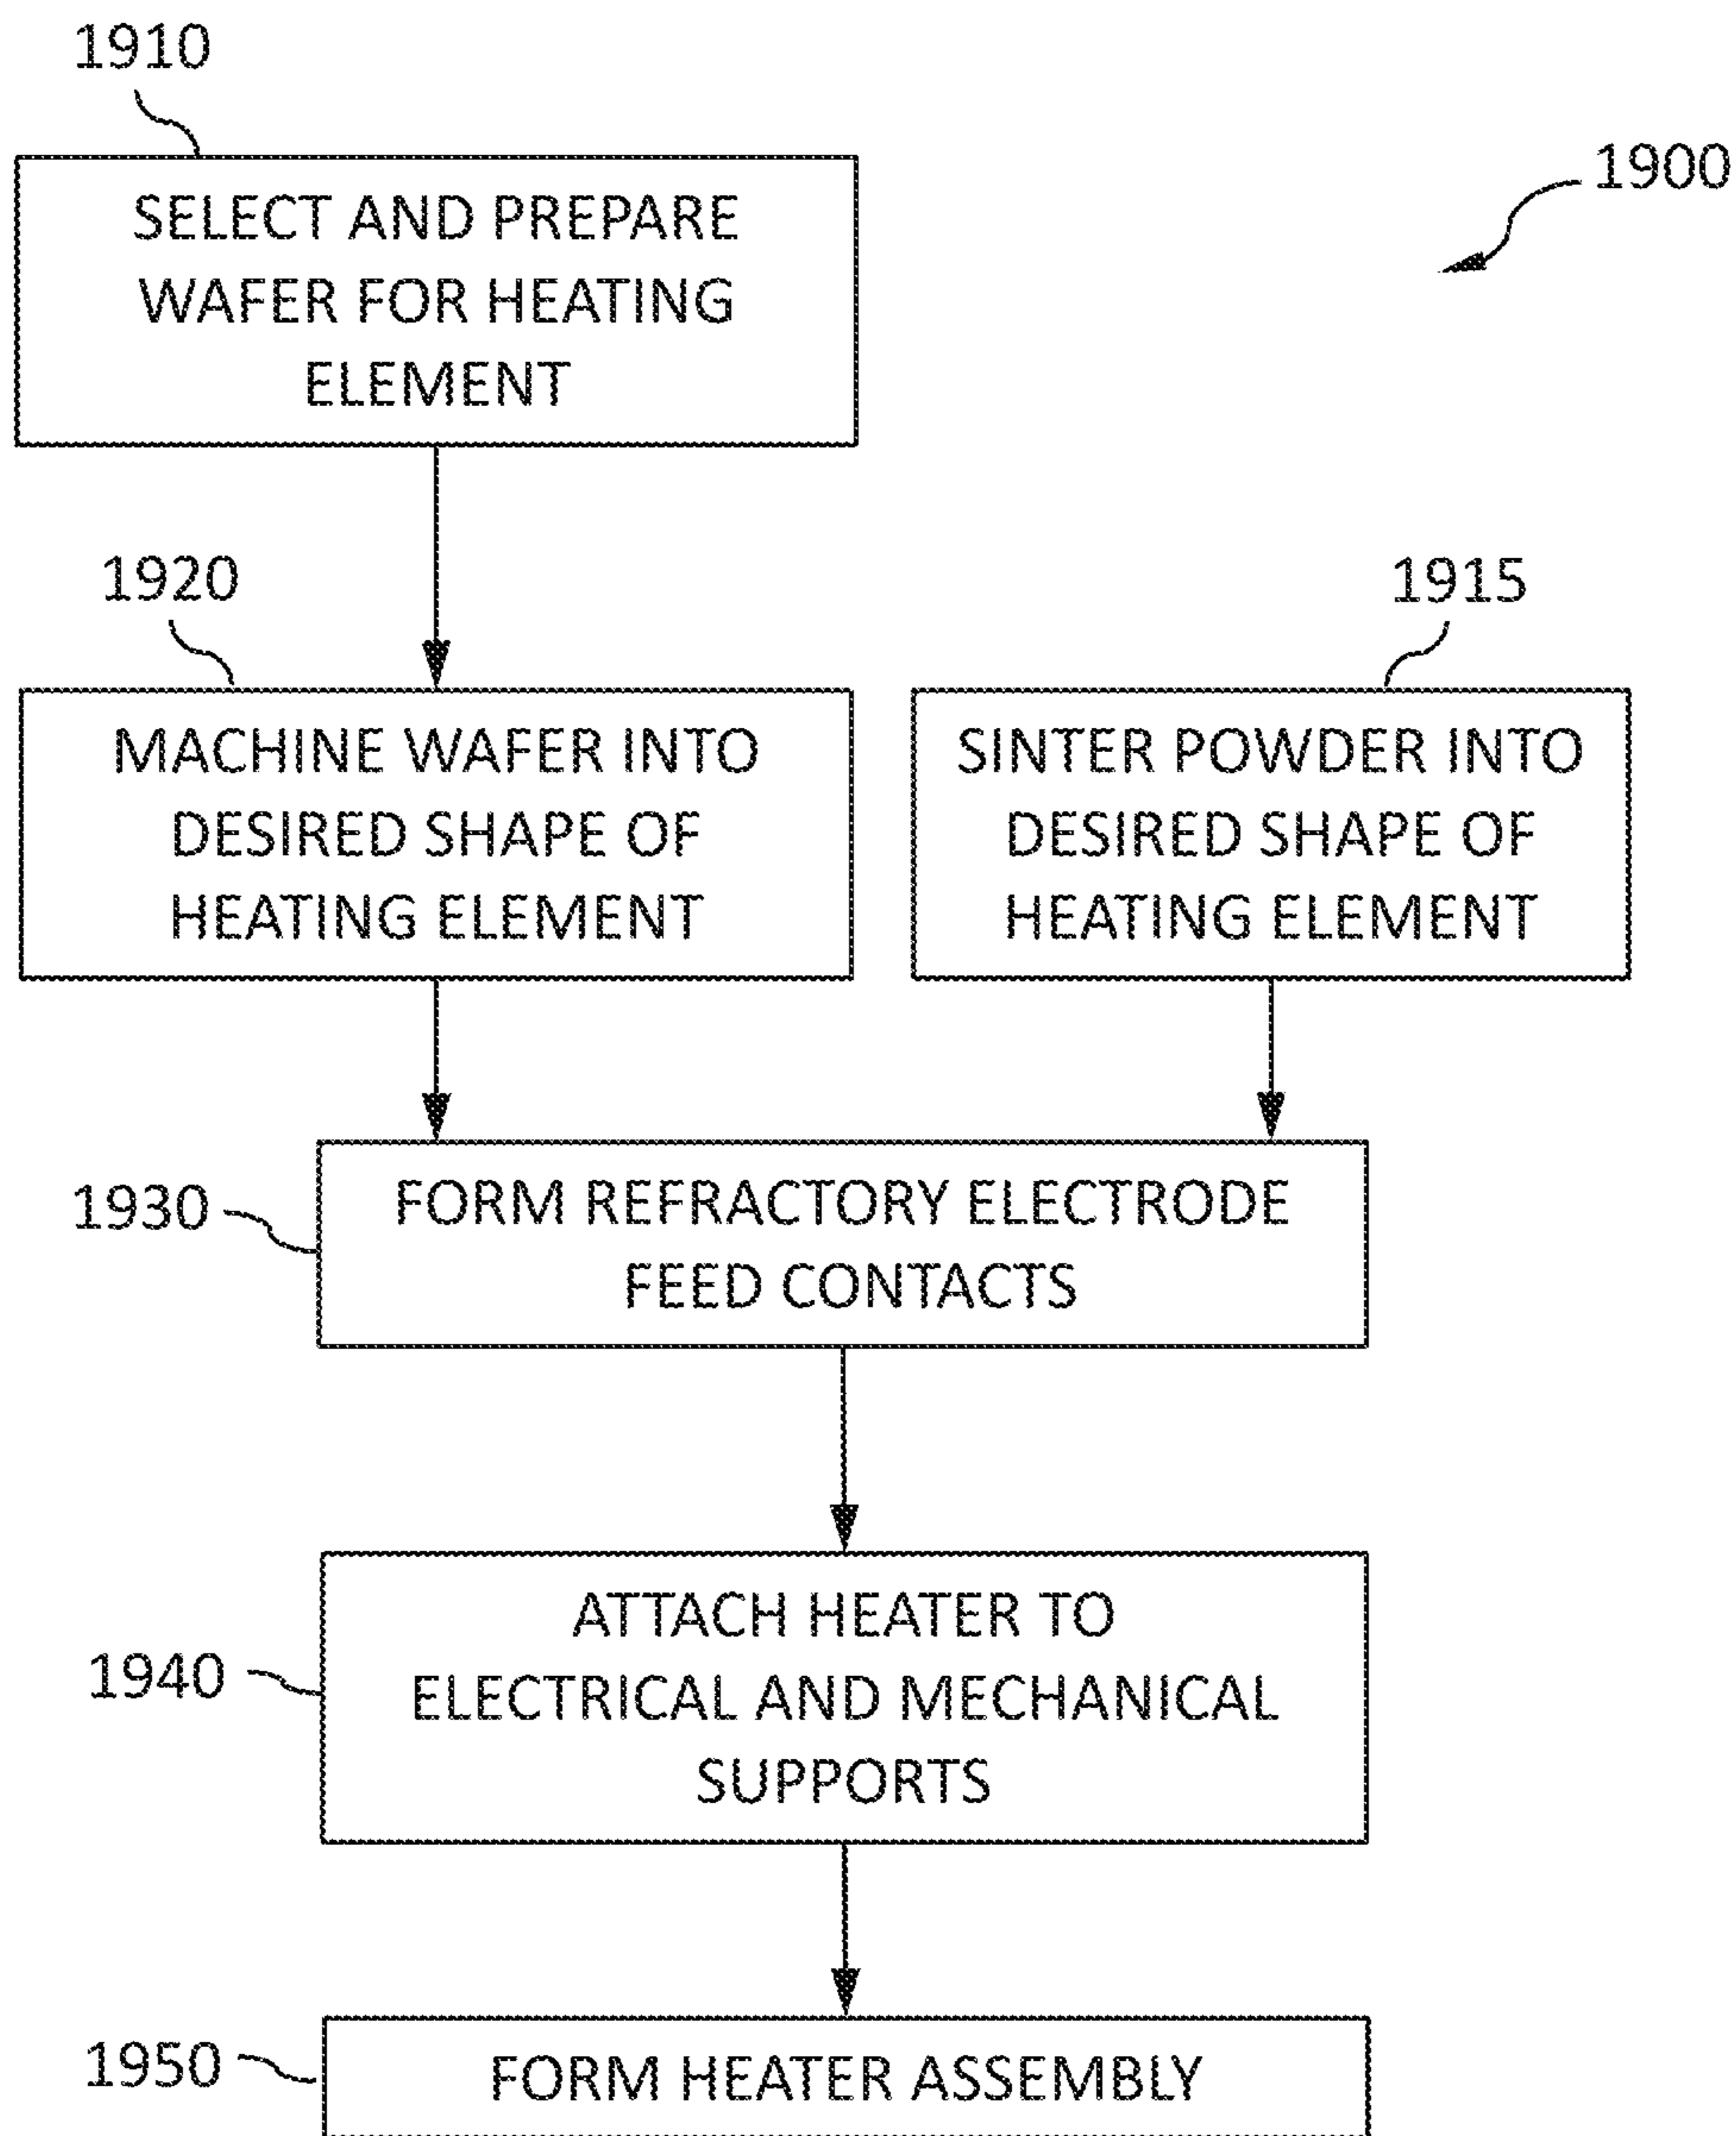 1910
1900
SELECT AND PREPARE
WAFER FOR HEATING
ELEMENT
1920
1915
MACHINE WAFER INTO
DESIRED SHAPE OF
HEATING ELEMENT
SINTER POWDER INTO
DESIRED SHAPE OF
HEATING ELEMENT
1930
FORM REFRACTORY ELECTRODE
FEED CONTACTS
1940
ATTACH HEATER TO
ELECTRICAL AND MECHANICAL
SUPPORTS
1950
FORM HEATER ASSEMBLY